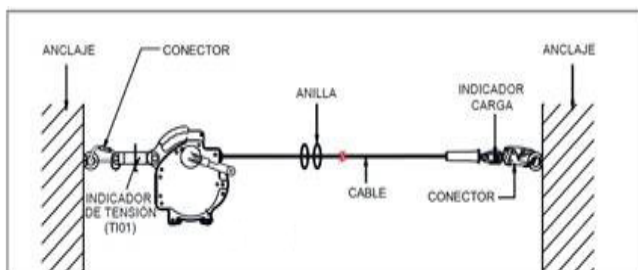 ANCLAJE
CONECTOR
ANILLA
INDICADOR
CARGA
ANCLAJE
INDICADOR
DE TENSIÓN
(TI01)
CABLE
CONECTOR